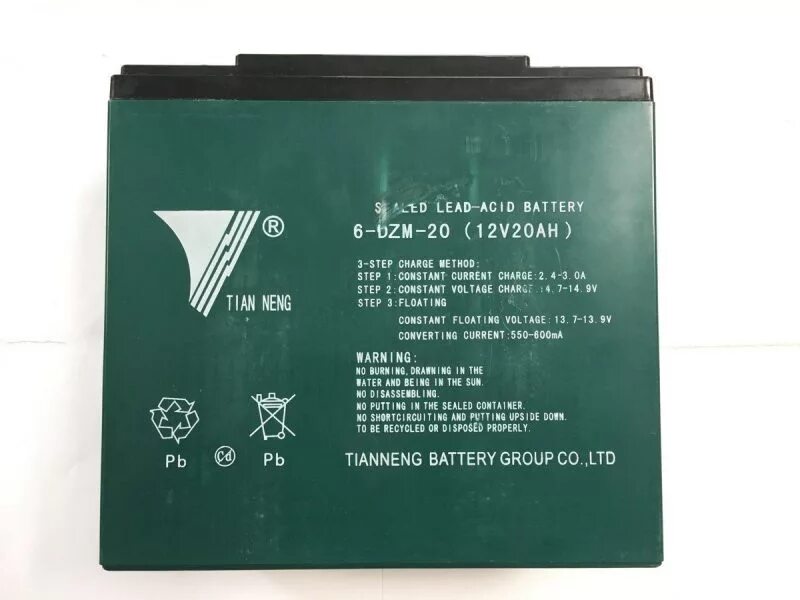 SEALED LEAD-ACID BATTERY
6-DZM-20 (12V20AH)
®
TIAN NENG
3-STEP CHARGE METHOD:
STEP 1:CONSTANT CURRENT CHARGE:2.4-3.0A
STEP 2:CONSTANT VOLTAGE CHARGE:14.7-14.9V
STEP 3:FLOATING
CONSTANT FLOATING VOLTAGE:13.7-13.9V
CONVERTING CURRENT:550-600mA
WARNING:
NO BURNING, DRAWNING IN THE
WATER AND BEING IN THE SUN.
NO DISASSEMBLING.
NO PUTTING IN THE SEALED CONTAINER.
NO SHORTCIRCUITING AND PUTTING UPSIDE DOWN.
TO BE RECYCLED OR DISPOSED PROPERLY.
Pb Cd Pb
TIANNENG BATTERY GROUP CO.,LTD